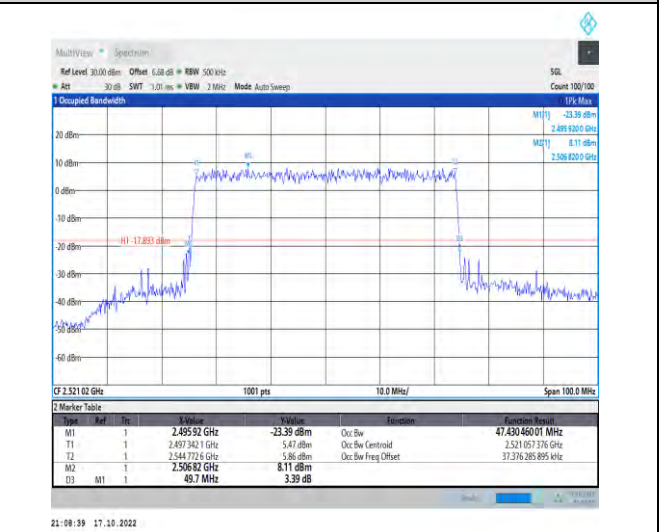 MultiView Spectrum
Ref Level 30.00 dBm Offset 6.68 dB RBW 500 kHz SGL
Att 30 dB SWT 1.01 ms VBW 2 MHz Mode Auto Sweep Count 100/100
1 Occupied Bandwidth 1Pk Max
M1[1] -23.39 dBm
2.495 920 0 GHz
M2[1] 8.11 dBm
2.506 820 0 GHz
20 dBm
10 dBm
0 dBm
-10 dBm
H1 -17.893 dBm
-20 dBm
-30 dBm
-40 dBm
-50 dBm
-60 dBm
CF 2.521 02 GHz 1001 pts 10.0 MHz/ Span 100.0 MHz
2 Marker Table
Type Ref Trc X-Value Y-Value Function Function Result
M1 1 2.495 92 GHz -23.39 dBm Occ Bw 47.430 460 01 MHz
T1 1 2.497 342 1 GHz 5.47 dBm Occ Bw Centroid 2.521 057 376 GHz
T2 1 2.544 772 6 GHz 5.86 dBm Occ Bw Freq Offset 37.376 285 895 kHz
M2 1 2.506 82 GHz 8.11 dBm
D3 M1 1 49.7 MHz 3.39 dB
21:08:39 17.10.2022